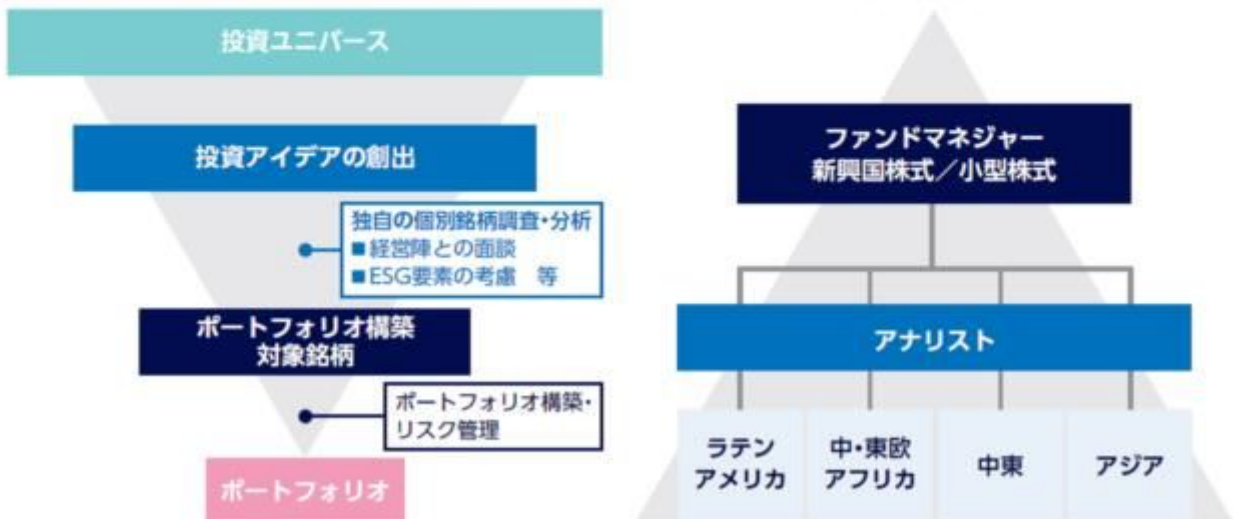 投資ユニバース
投資アイデアの創出
独自の個別銘柄調査・分析
■経営陣との面談
■ESG要素の考慮 等
ポートフォリオ構築
対象銘柄
ポートフォリオ構築・
リスク管理
ポートフォリオ
ファンドマネジャー
新興国株式／小型株式
アナリスト
ラテン
アメリカ
中・東欧
アフリカ
中東
アジア